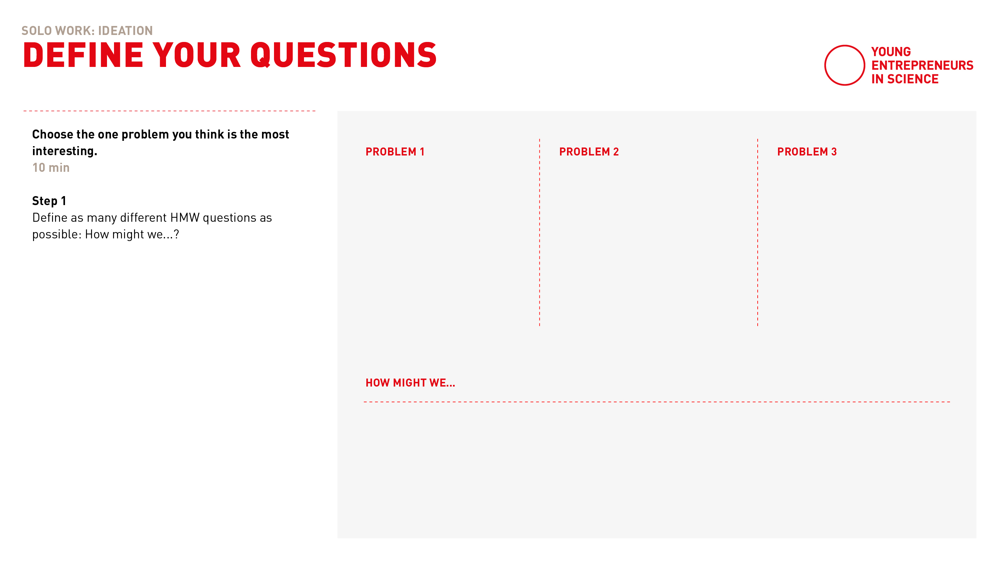 SOLO WORK: IDEATION
DEFINE YOUR QUESTIONS
YOUNG
ENTREPRENEURS
IN SCIENCE
Choose the one problem you think is the most
interesting.
10 min
Step 1
Define as many different HMW questions as
possible: How might we...?
PROBLEM 1
PROBLEM 2
PROBLEM 3
HOW MIGHT WE...